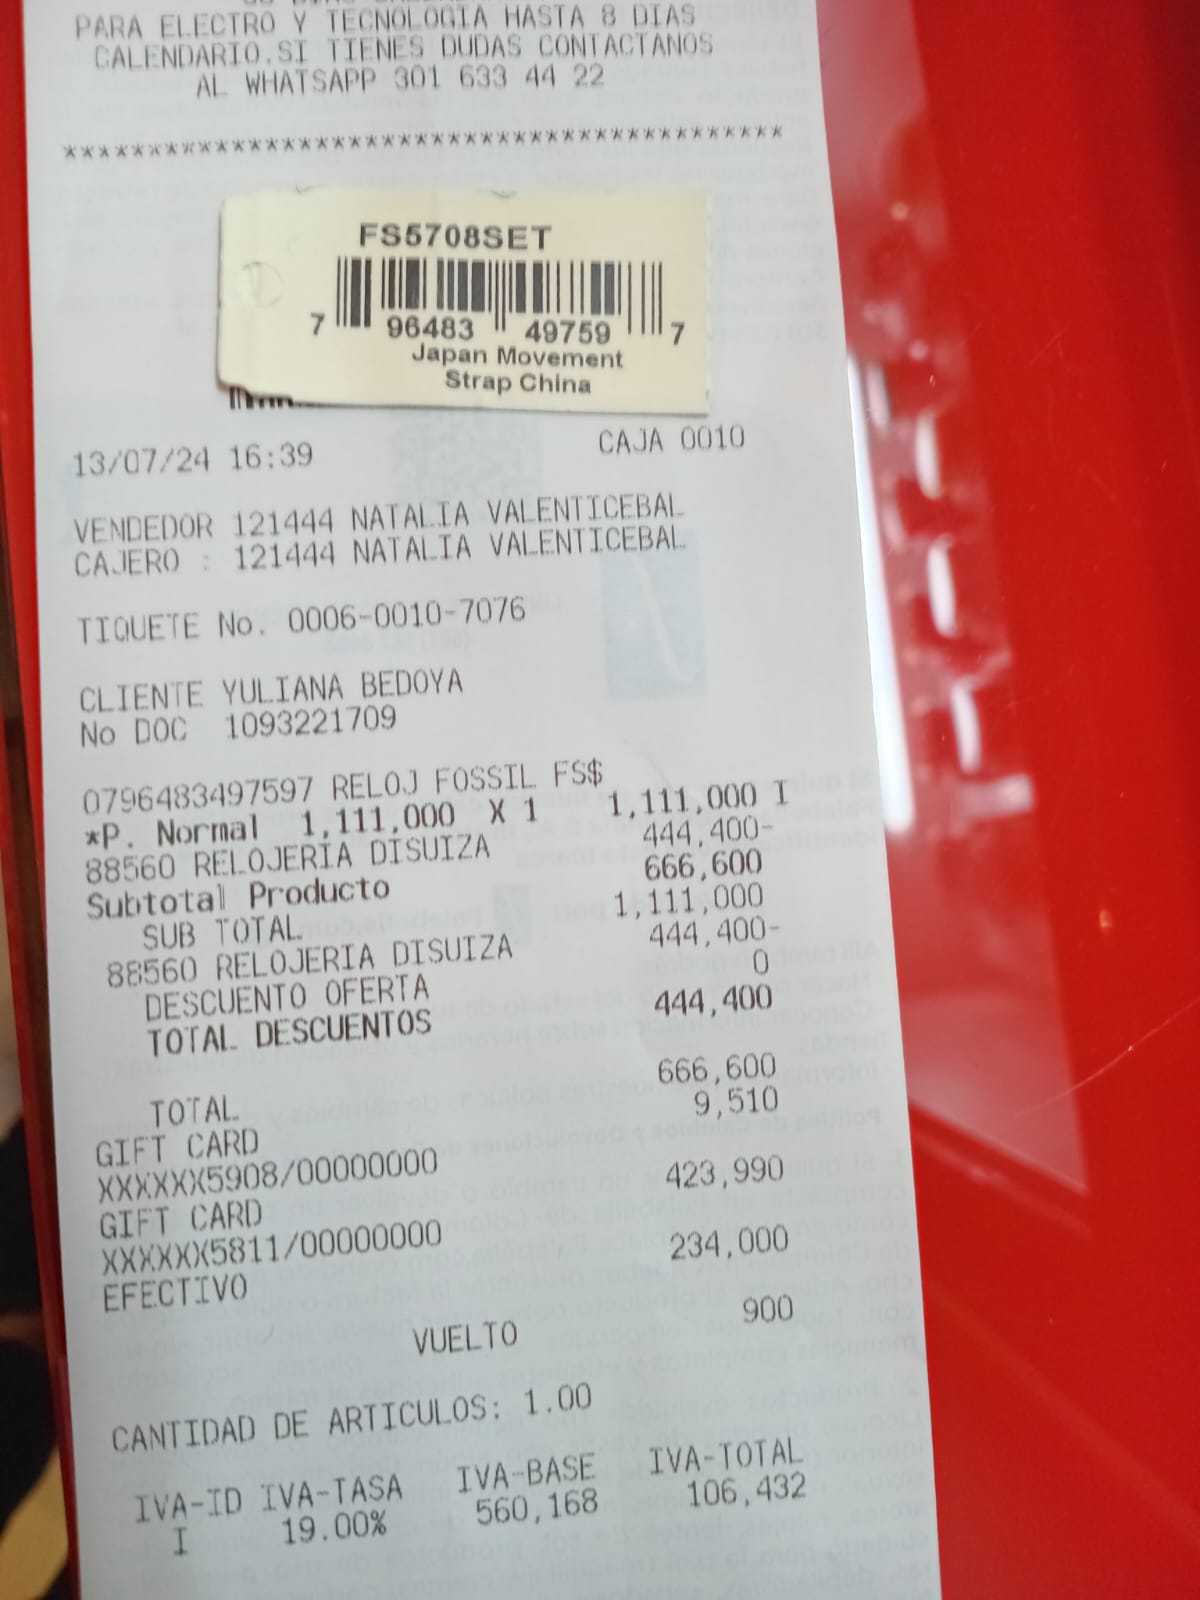 PARA ELECTRO Y TECNOLOGIA HASTA 8 DIAS
CALENDARIO.SI TIENES DUDAS CONTACTANOS
AL WHATSAPP 301 633 44 22
*********************************************
FS5708SET
7 96483 49759 7
Japan Movement
Strap China
13/07/24 16:39 CAJA 0010
VENDEDOR 121444 NATALIA VALENTICEBAL
CAJERO : 121444 NATALIA VALENTICEBAL
TIQUETE No. 0006-0010-7076
CLIENTE YULIANA BEDOYA
No DOC 1093221709
0796483497597 RELOJ FOSSIL FS$
*P. Normal 1,111,000 X 1 1,111,000 I
88560 RELOJERIA DISUIZA 444,400-
Subtotal Producto 666,600
SUB TOTAL 1,111,000
88560 RELOJERIA DISUIZA 444,400-
DESCUENTO OFERTA 0
TOTAL DESCUENTOS 444,400
TOTAL 666,600
GIFT CARD 9,510
XXXXXX5908/00000000
GIFT CARD 423,990
XXXXXX5811/00000000
EFECTIVO 234,000
VUELTO 900
CANTIDAD DE ARTICULOS: 1.00
IVA-ID IVA-TASA IVA-BASE IVA-TOTAL
I 19.00% 560,168 106,432